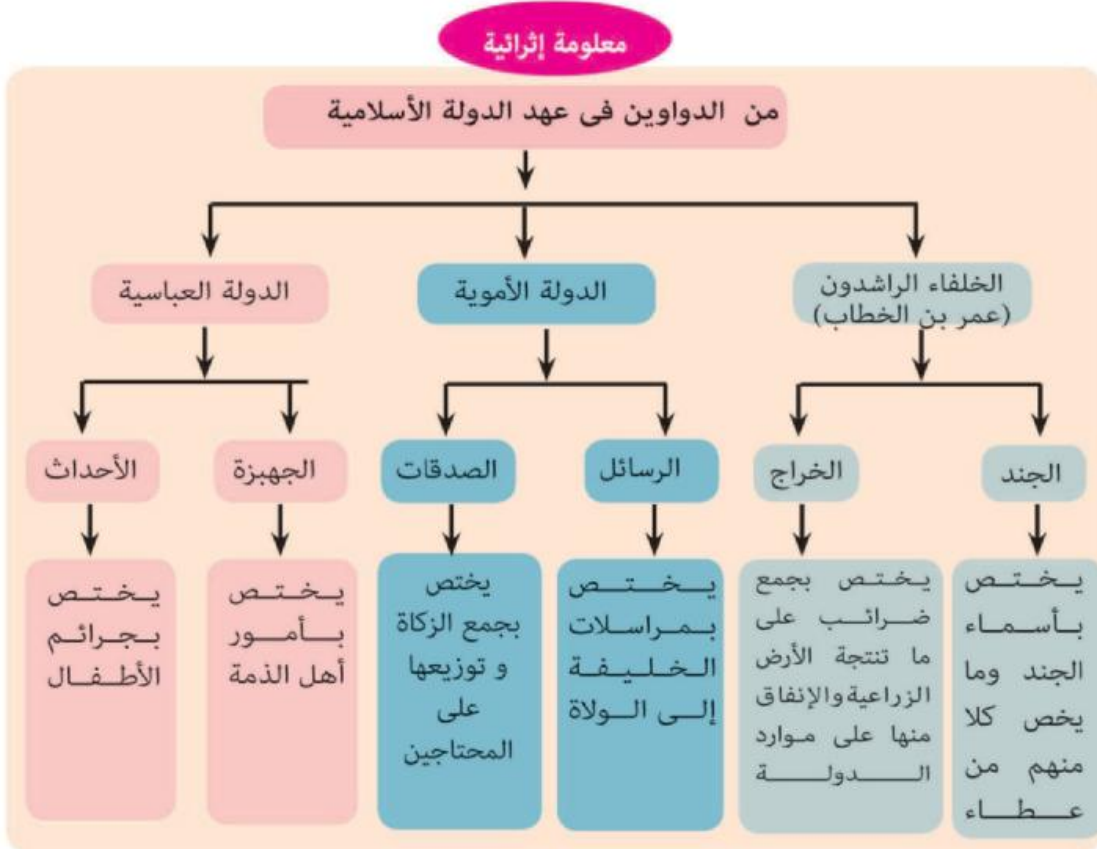 معلومة إثرائية
من الدواوين فى عهد الدولة الأسلامية
الخلفاء الراشدون
(عمر بن الخطاب)
الدولة الأموية
الدولة العباسية
الجند
الخراج
الرسائل
الصدقات
الجهبزة
الأحداث
يختص
بأسماء
الجند وما
يخص كلا
منهم من
عطاء
يختص بجمع
ضرائب على
ما تنتجة الأرض
الزراعية والإنفاق
منها على موارد
الدولة
يختص
بمراسلات
الخليفة
إلى الولاة
يختص
بجمع الزكاة
و توزيعها
على
المحتاجين
يختص
بأمور
أهل الذمة
يختص
بجرائم
الأطفال